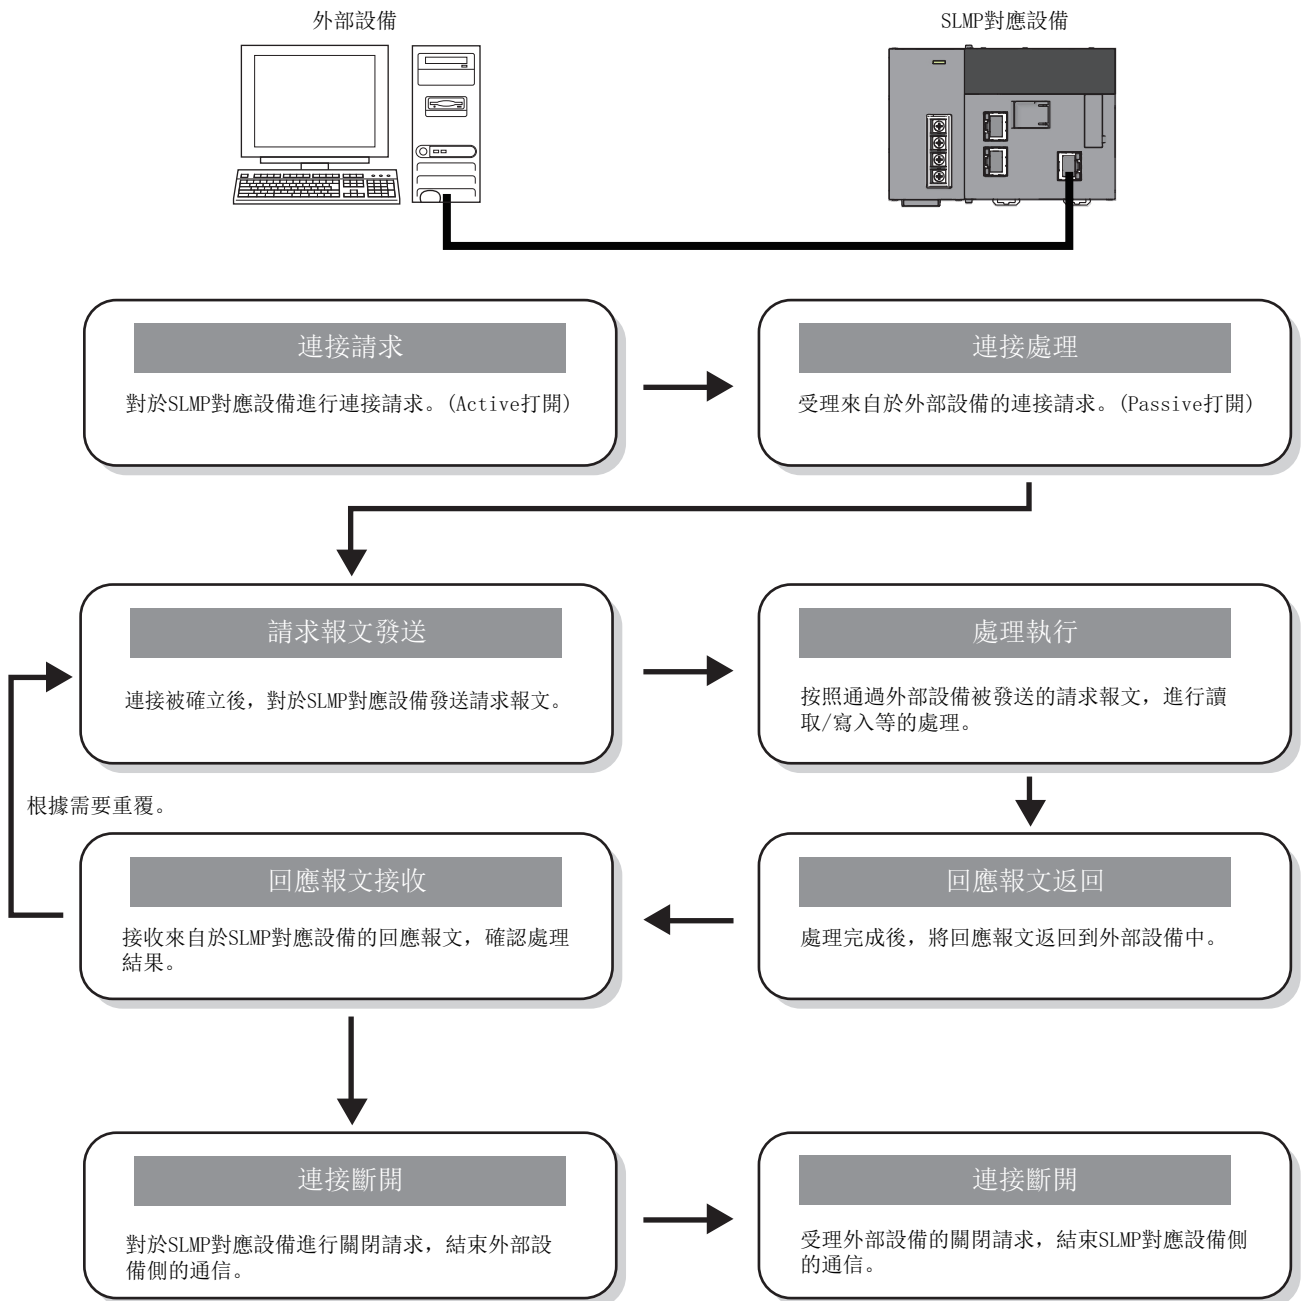 外部設備
SLMP對應設備
連接請求
對於SLMP對應設備進行連接請求。(Active打開)
連接處理
受理來自於外部設備的連接請求。(Passive打開)
請求報文發送
連接被確立後，對於SLMP對應設備發送請求報文。
處理執行
按照通過外部設備被發送的請求報文，進行讀
取/寫入等的處理。
根據需要重覆。
回應報文接收
接收來自於SLMP對應設備的回應報文，確認處理
結果。
回應報文返回
處理完成後，將回應報文返回到外部設備中。
連接斷開
對於SLMP對應設備進行關閉請求，結束外部設
備側的通信。
連接斷開
受理外部設備的關閉請求，結束SLMP對應設備側
的通信。